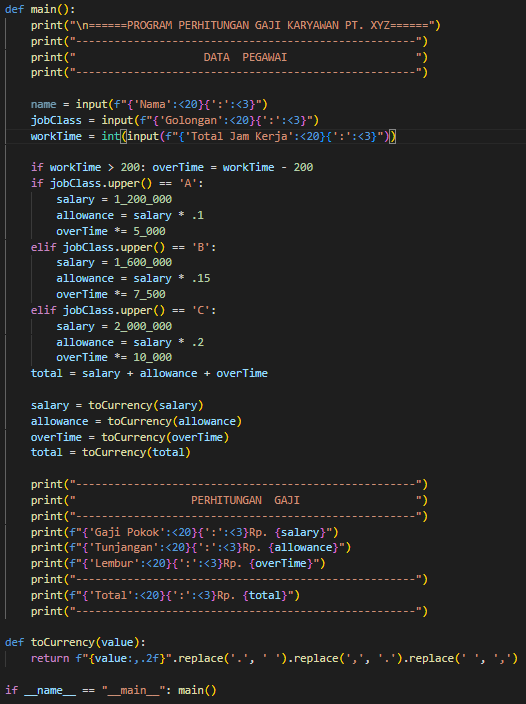 def main():
    print("\n======PROGRAM PERHITUNGAN GAJI KARYAWAN PT. XYZ======")
    print("-----------------------------------------------------")
    print("                    DATA  PEGAWAI                    ")
    print("-----------------------------------------------------")
    name = input(f"{'Nama':<20}{':':<3}")
    jobClass = input(f"{'Golongan':<20}{':':<3}")
    workTime = int(input(f"{'Total Jam Kerja':<20}{':':<3}"))
    if workTime > 200: overTime = workTime - 200
    if jobClass.upper() == 'A':
        salary = 1_200_000
        allowance = salary * .1
        overTime *= 5_000
    elif jobClass.upper() == 'B':
        salary = 1_600_000
        allowance = salary * .15
        overTime *= 7_500
    elif jobClass.upper() == 'C':
        salary = 2_000_000
        allowance = salary * .2
        overTime *= 10_000
    total = salary + allowance + overTime
    salary = toCurrency(salary)
    allowance = toCurrency(allowance)
    overTime = toCurrency(overTime)
    total = toCurrency(total)
    print("-----------------------------------------------------")
    print("                  PERHITUNGAN  GAJI                  ")
    print("-----------------------------------------------------")
    print(f"{'Gaji Pokok':<20}{':':<3}Rp. {salary}")
    print(f"{'Tunjangan':<20}{':':<3}Rp. {allowance}")
    print(f"{'Lembur':<20}{':':<3}Rp. {overTime}")
    print("-----------------------------------------------------")
    print(f"{'Total':<20}{':':<3}Rp. {total}")
    print("-----------------------------------------------------")
def toCurrency(value):
    return f"{value:,.2f}".replace('.', ' ').replace(',', '.').replace(' ', ',')
if __name__ == "__main__": main()